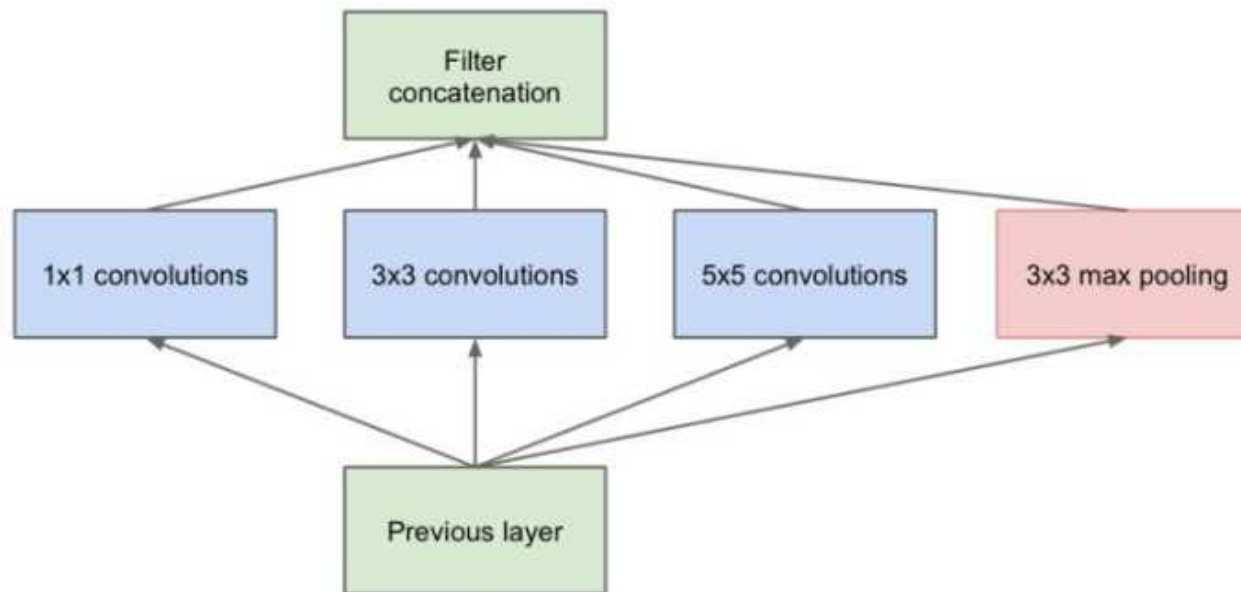 Filter
concatenation
1x1 convolutions
3x3 convolutions
5x5 convolutions
3x3 max pooling
Previous layer